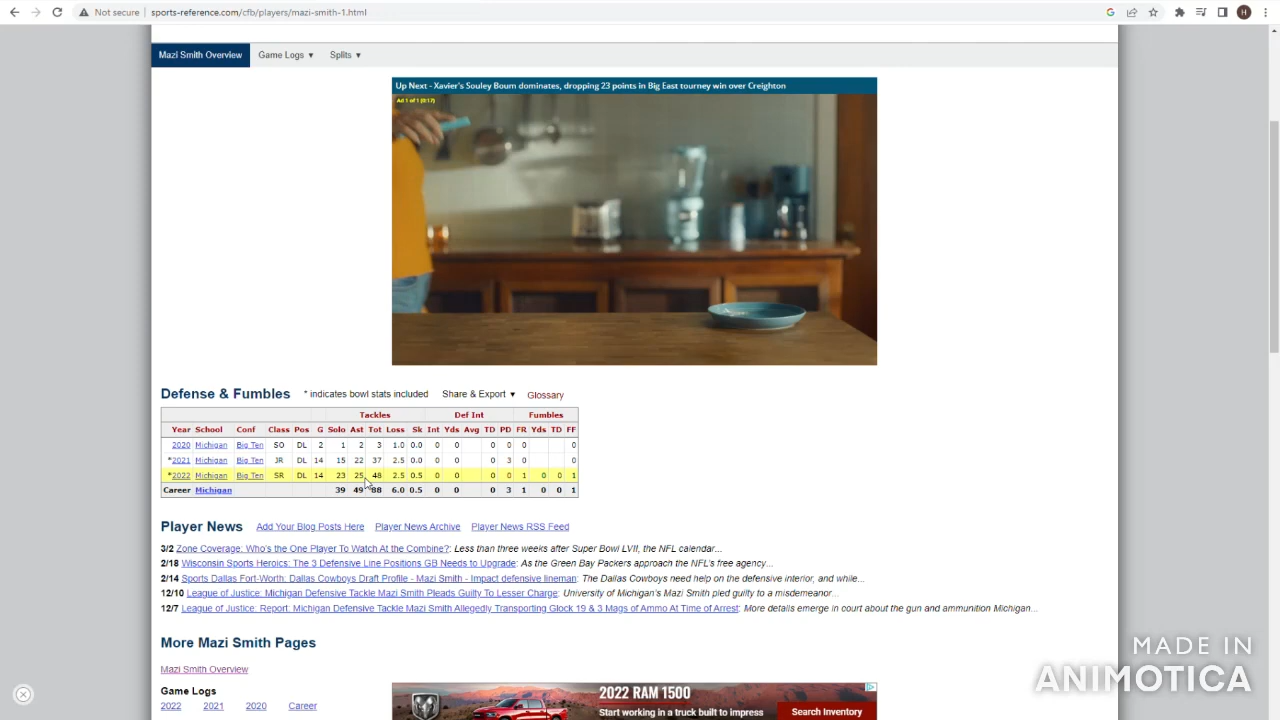 Not secure | sports-reference.com/cfb/players/mazi-smith-1.html
Mazi Smith Overview Game Logs ▼ Splits ▼
Up Next - Xavier's Souley Boum dominates, dropping 23 points in Big East tourney win over Creighton
Ad 1 of 1 (0:17)
Defense & Fumbles * indicates bowl stats included Share & Export ▼ Glossary
Tackles Def Int Fumbles
Year School Conf Class Pos G Solo Ast Tot Loss Sk Int Yds Avg TD PD FR Yds TD FF
2020 Michigan Big Ten SO DL 2 1 2 3 1.0 0.0 0 0 0 0 0 0
*2021 Michigan Big Ten JR DL 14 15 22 37 2.5 0.0 0 0 0 3 0 0
*2022 Michigan Big Ten SR DL 14 23 25 48 2.5 0.5 0 0 0 0 1 0 0 1
Career Michigan 39 49 88 6.0 0.5 0 0 0 3 1 0 0 1
Player News Add Your Blog Posts Here Player News Archive Player News RSS Feed
3/2 Zone Coverage: Who's the One Player To Watch At the Combine?: Less than three weeks after Super Bowl LVII, the NFL calendar...
2/18 Wisconsin Sports Heroics: The 3 Defensive Line Positions GB Needs to Upgrade: As the Green Bay Packers approach the NFL's free agency...
2/14 Sports Dallas Fort-Worth: Dallas Cowboys Draft Profile - Mazi Smith - Impact defensive lineman: The Dallas Cowboys need help on the defensive interior, and while...
12/10 League of Justice: Michigan Defensive Tackle Mazi Smith Pleads Guilty To Lesser Charge: University of Michigan's Mazi Smith pled guilty to a misdemeanor...
12/7 League of Justice: Report: Michigan Defensive Tackle Mazi Smith Allegedly Transporting Glock 19 & 3 Mags of Ammo At Time of Arrest: More details emerge in court about the gun and ammunition Michigan...
More Mazi Smith Pages
Mazi Smith Overview
Game Logs
2022 2021 2020 Career
2022 RAM 1500
Start working in a truck built to impress
Search Inventory
MADE IN
ANIMOTICA